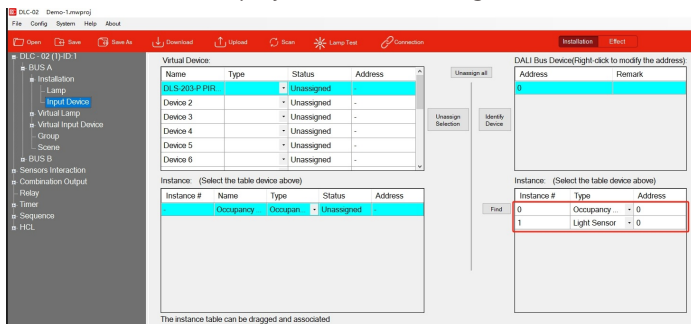 DLC-02 Demo-1.mwproj
File Config System Help About
Open Save Save As Download Upload Scan Lamp Test Connection Installation Effect
DLC - 02 (1)-ID:1
BUS A
Installation
Lamp
Input Device
Virtual Lamp
Virtual Input Device
Group
Scene
BUS B
Sensors Interaction
Combination Output
Relay
Timer
Sequence
HCL
Virtual Device:
Name Type Status Address
DLS-203-P PIR... Unassigned -
Device 2 Unassigned -
Device 3 Unassigned -
Device 4 Unassigned -
Device 5 Unassigned -
Device 6 Unassigned -
Instance: (Select the table device above)
Instance # Name Type Status Address
- Occupancy ... Occupan... Unassigned -
The instance table can be dragged and associated
Unassign all
Unassign Selection
Identify Device
Find
DALI Bus Device(Right-click to modify the address):
Address Remark
0
Instance: (Select the table device above)
Instance # Type Address
0 Occupancy ... 0
1 Light Sensor 0